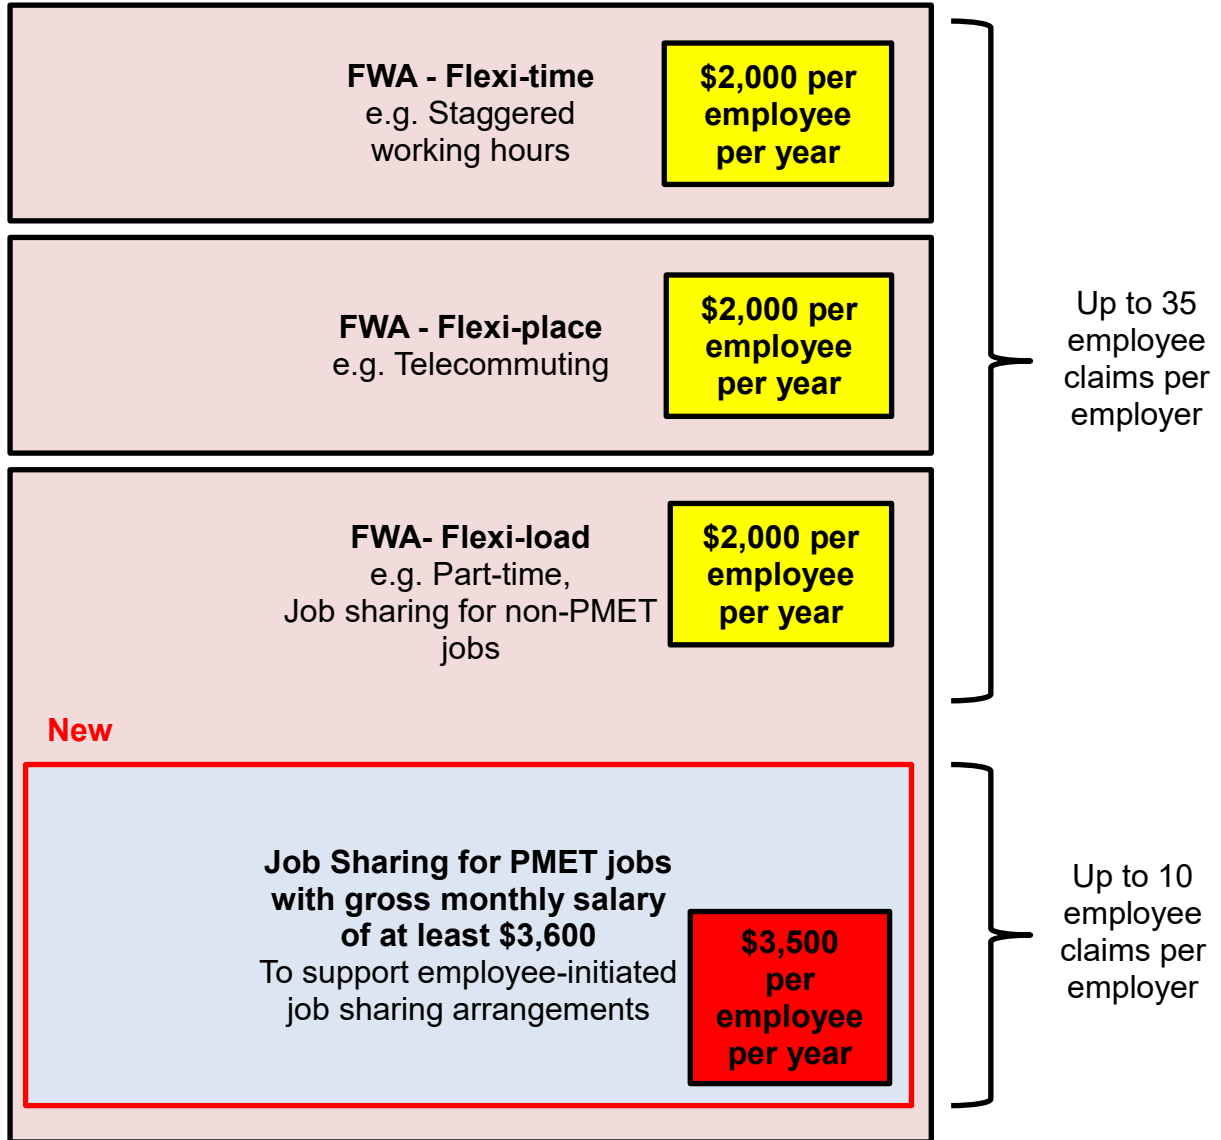 FWA - Flexi-time
e.g. Staggered
working hours
$2,000 per
employee
per year
FWA - Flexi-place
e.g. Telecommuting
$2,000 per
employee
per year
Up to 35
employee
claims per
employer
FWA- Flexi-load
e.g. Part-time,
Job sharing for non-PMET
jobs
$2,000 per
employee
per year
New
Job Sharing for PMET jobs
with gross monthly salary
of at least $3,600
To support employee-initiated
job sharing arrangements
$3,500
per
employee
per year
Up to 10
employee
claims per
employer